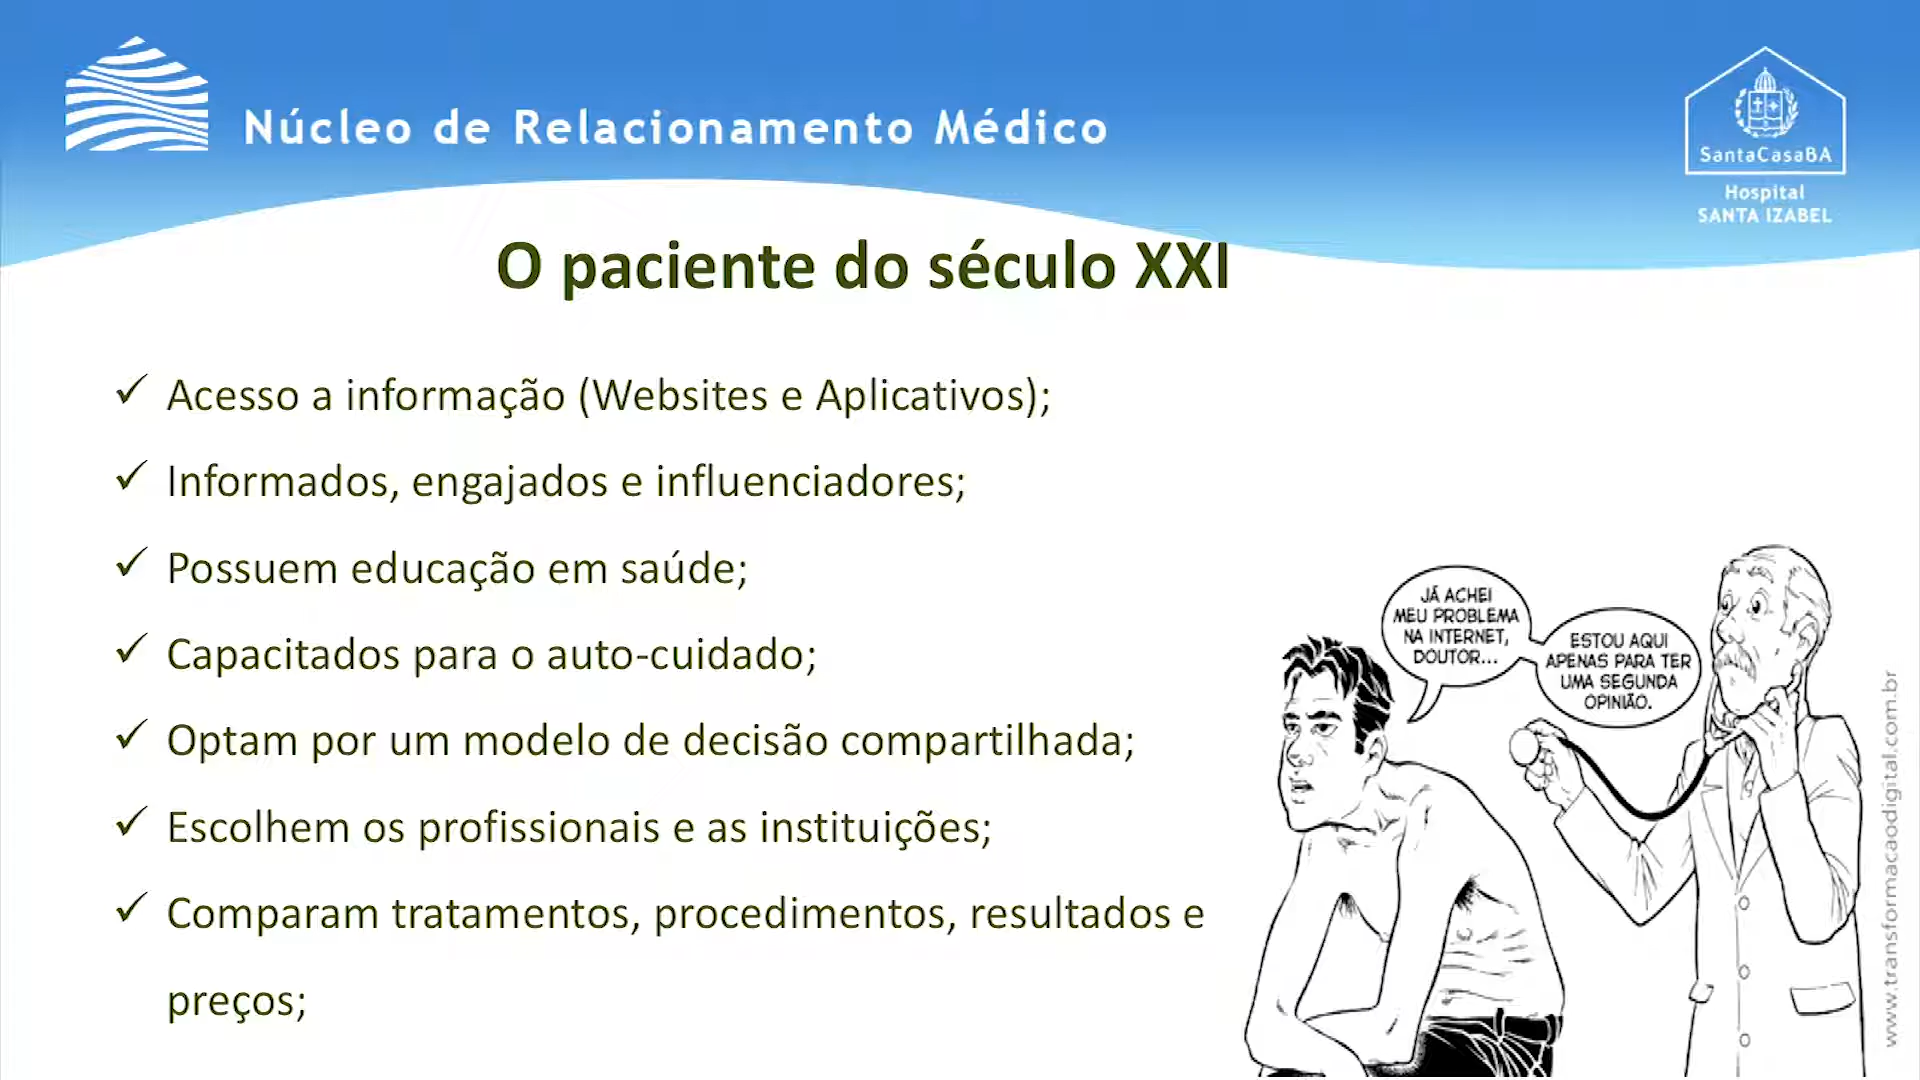 Núcleo de Relacionamento Médico
SantaCasaBA
Hospital
SANTA IZABEL
O paciente do século XXI
Acesso a informação (Websites e Aplicativos);
Informados, engajados e influenciadores;
Possuem educação em saúde;
Capacitados para o auto-cuidado;
Optam por um modelo de decisão compartilhada;
Escolhem os profissionais e as instituições;
Comparam tratamentos, procedimentos, resultados e
preços;
JÁ ACHEI
MEU PROBLEMA
NA INTERNET,
DOUTOR...
ESTOU AQUI
APENAS PARA TER
UMA SEGUNDA
OPINIÃO.
www.transformacaodigital.com.br